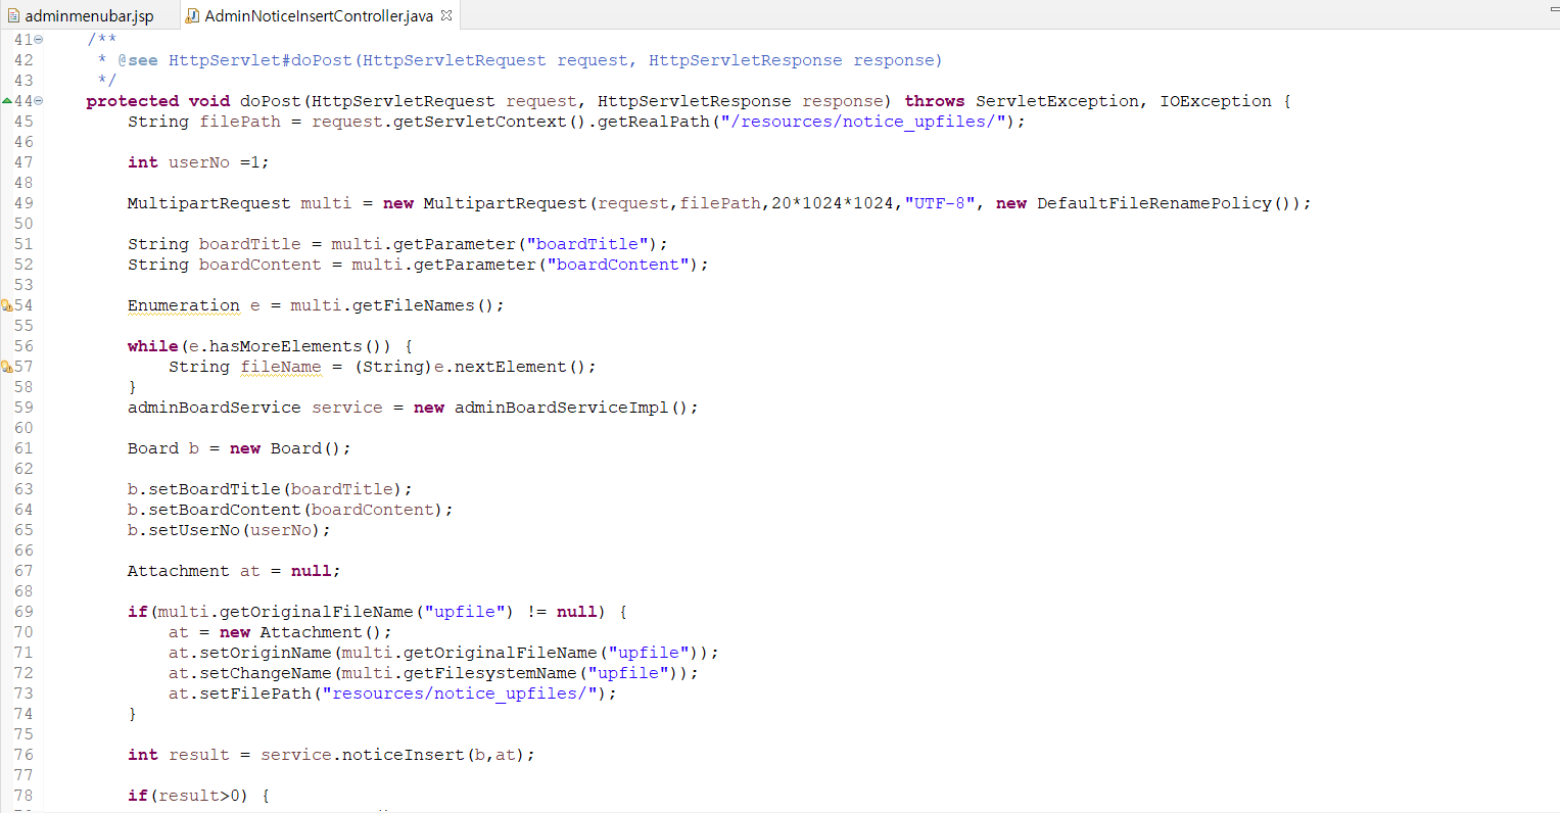 adminmenubar.jsp AdminNoticeInsertController.java
41 /**
42 * @see HttpServlet#doPost(HttpServletRequest request, HttpServletResponse response)
43 */
44 protected void doPost(HttpServletRequest request, HttpServletResponse response) throws ServletException, IOException {
45 String filePath = request.getServletContext().getRealPath("/resources/notice_upfiles/");
46
47 int userNo =1;
48
49 MultipartRequest multi = new MultipartRequest(request,filePath,20*1024*1024,"UTF-8", new DefaultFileRenamePolicy());
50
51 String boardTitle = multi.getParameter("boardTitle");
52 String boardContent = multi.getParameter("boardContent");
53
54 Enumeration e = multi.getFileNames();
55
56 while(e.hasMoreElements()) {
57 String fileName = (String)e.nextElement();
58 }
59 adminBoardService service = new adminBoardServiceImpl();
60
61 Board b = new Board();
62
63 b.setBoardTitle(boardTitle);
64 b.setBoardContent(boardContent);
65 b.setUserNo(userNo);
66
67 Attachment at = null;
68
69 if(multi.getOriginalFileName("upfile") != null) {
70 at = new Attachment();
71 at.setOriginName(multi.getOriginalFileName("upfile"));
72 at.setChangeName(multi.getFilesystemName("upfile"));
73 at.setFilePath("resources/notice_upfiles/");
74 }
75
76 int result = service.noticeInsert(b,at);
77
78 if(result>0) {